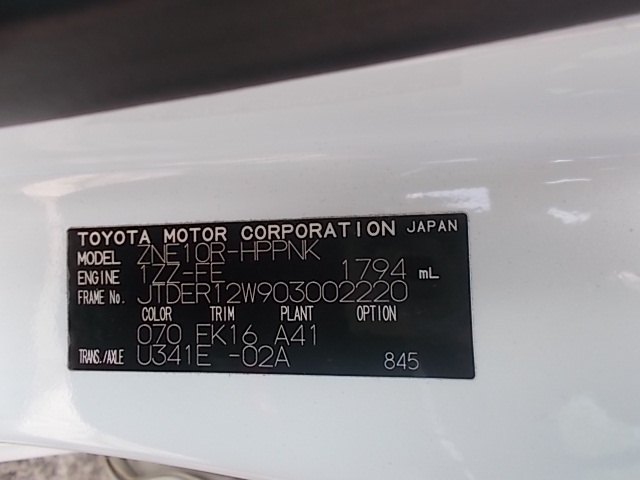 TOYOTA MOTOR CORPORATION JAPAN
MODEL ZNE10R-HPPNK
ENGINE 1ZZ-FE 1794 mL
FRAME No. JTDER12W903002220
COLOR TRIM PLANT OPTION
070 FK16 A41
TRANS./AXLE U341E -02A 845